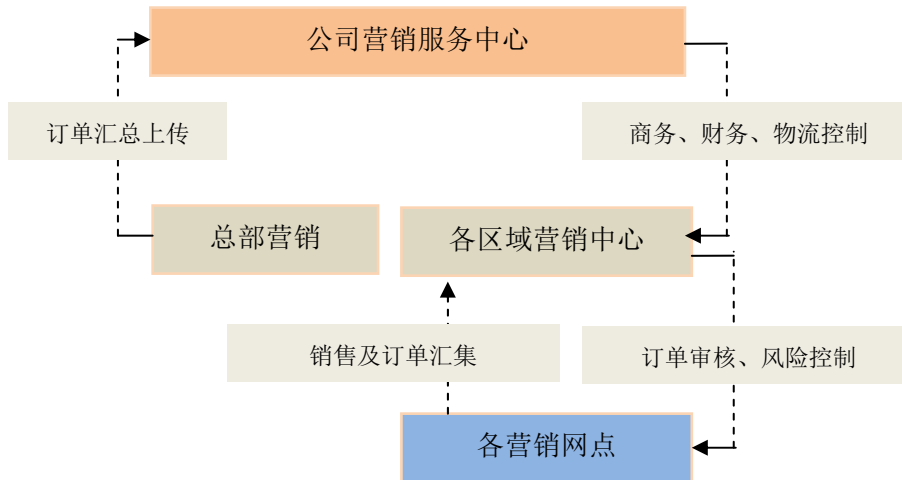 公司营销服务中心
订单汇总上传
商务、财务、物流控制
总部营销
各区域营销中心
销售及订单汇集
订单审核、风险控制
各营销网点